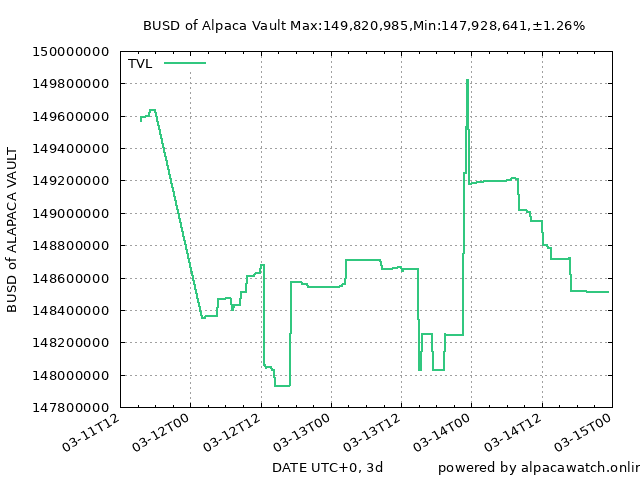 BUSD of Alpaca Vault Max:149,820,985,Min:147,928,641,±1.26%
TVL
150000000
149800000
149600000
149400000
149200000
149000000
148800000
148600000
148400000
148200000
148000000
147800000
BUSD of ALAPACA VAULT
03-11T12
03-12T00
03-12T12
03-13T00
03-13T12
03-14T00
03-14T12
03-15T00
DATE UTC+0, 3d
powered by alpacawatch.onlin